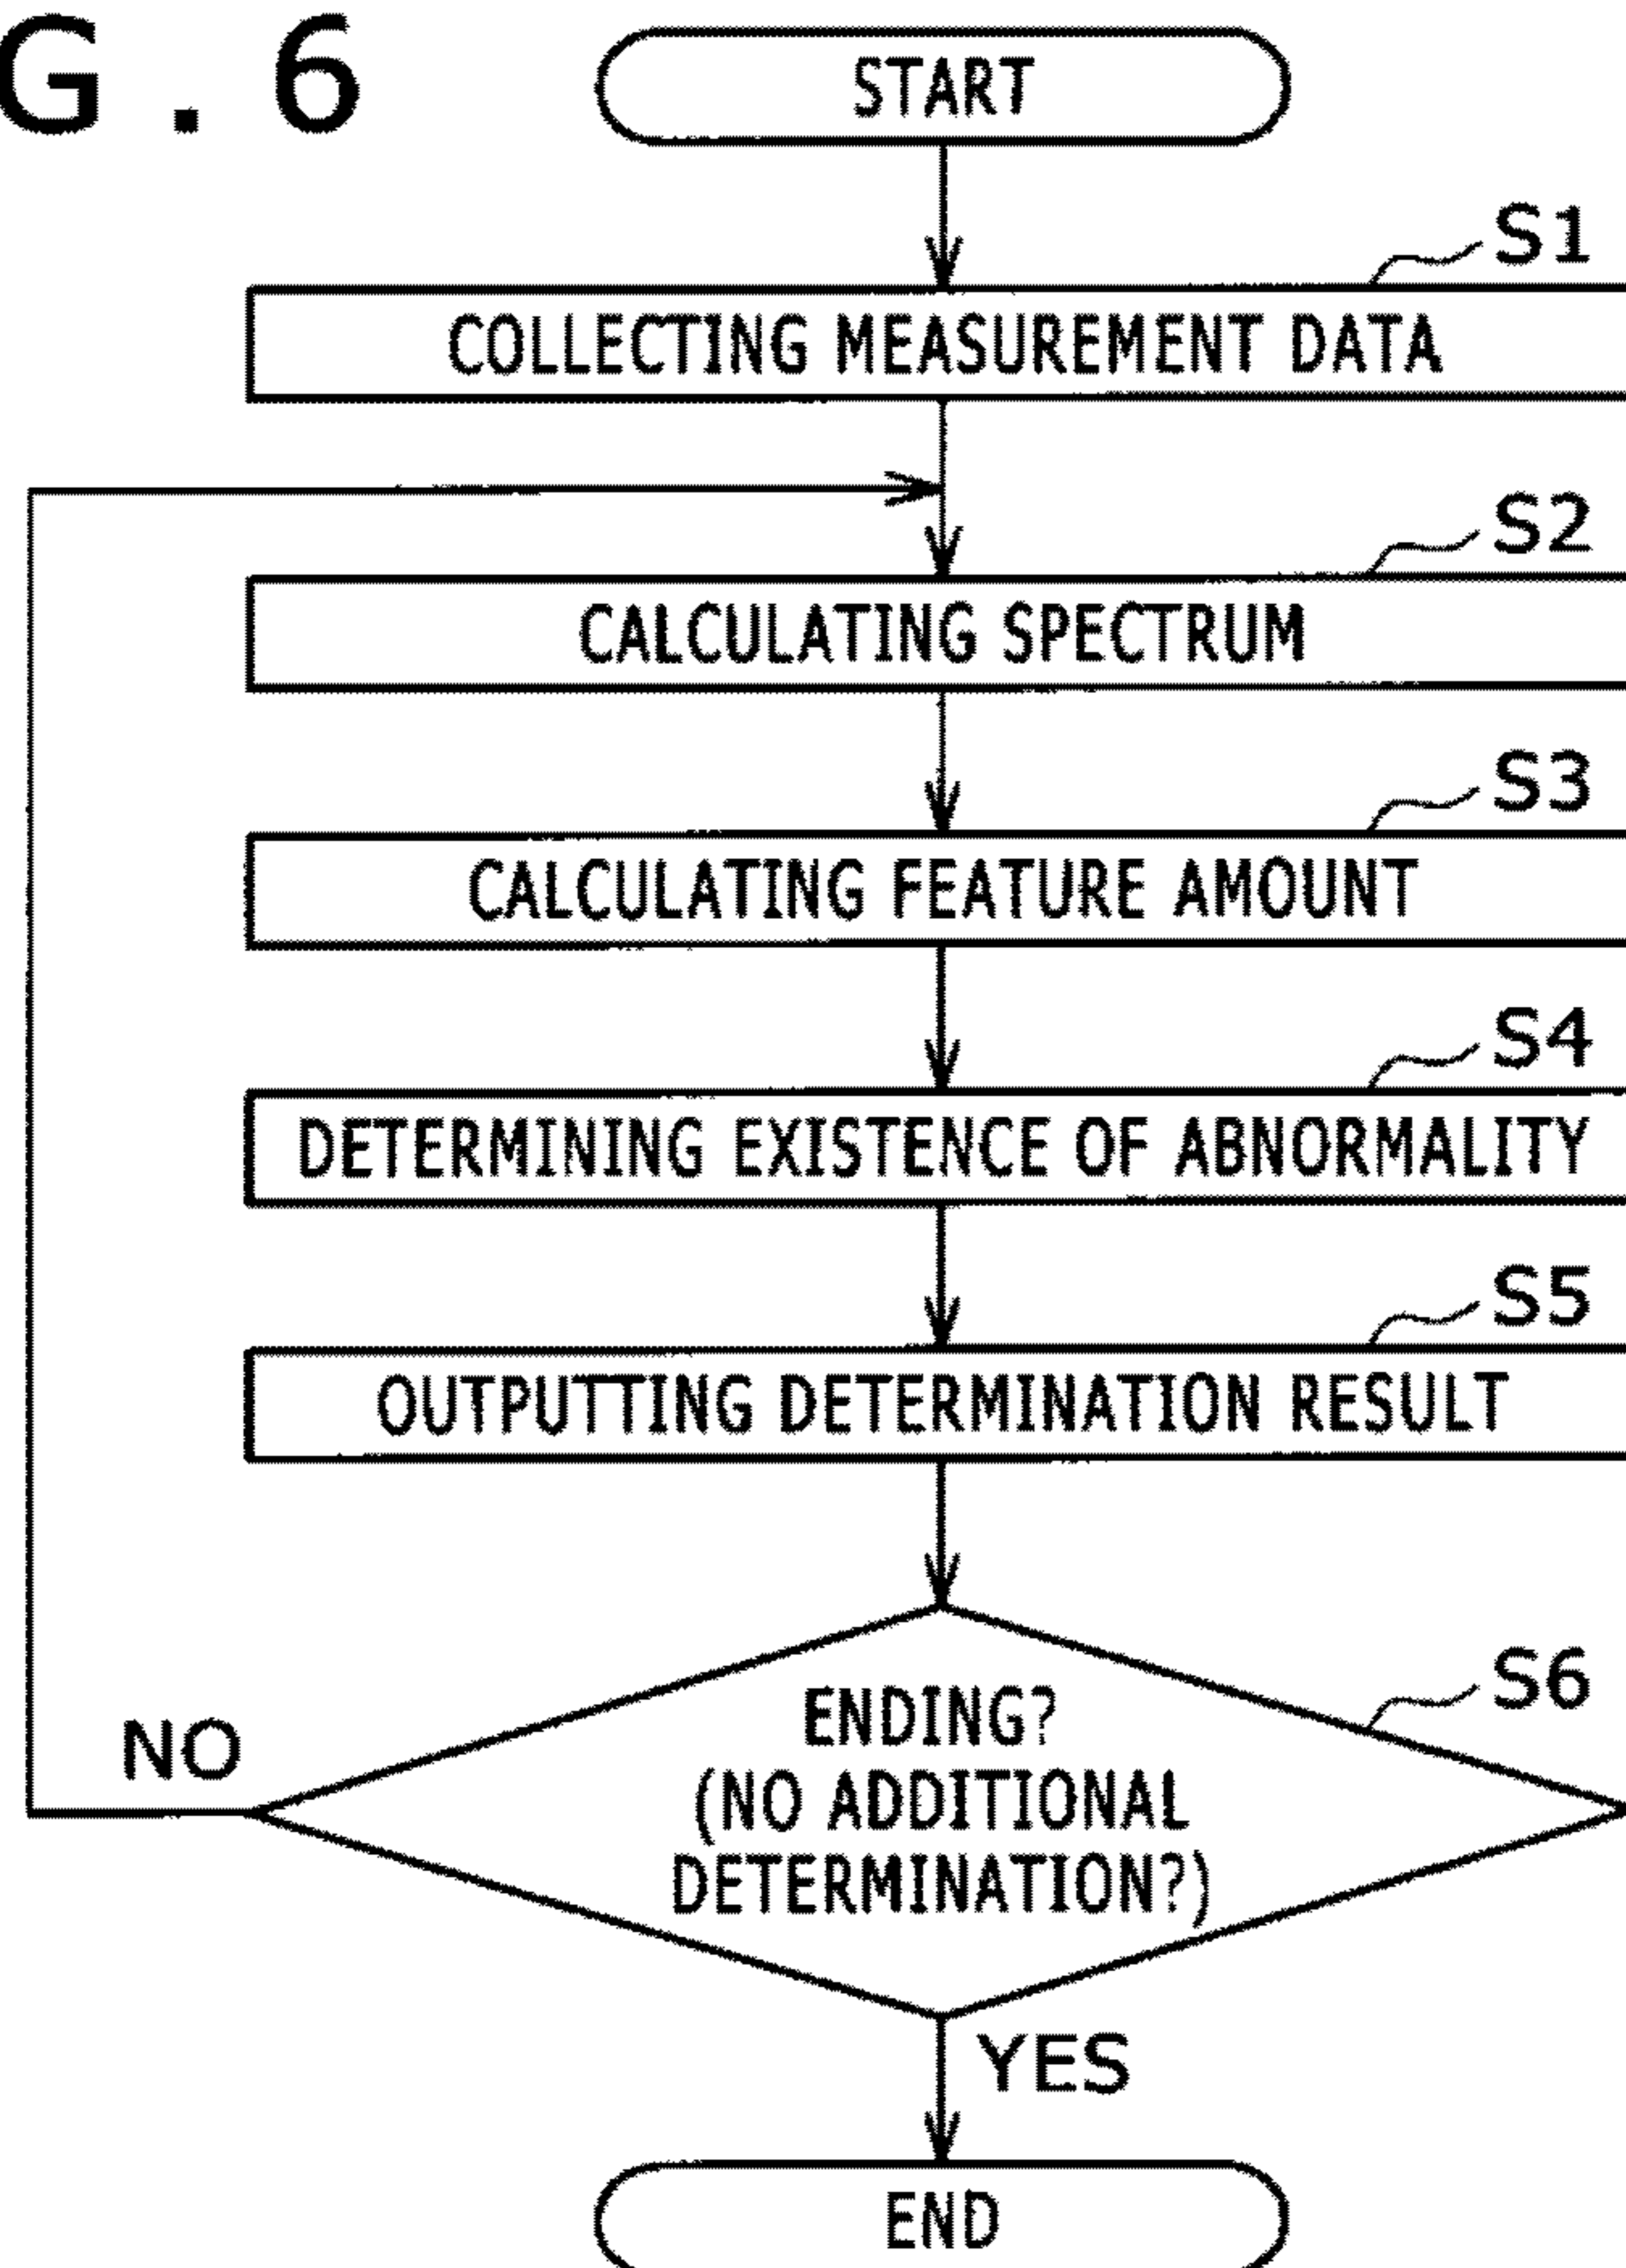 G.6
START
S1
COLLECTING MEASUREMENT DATA
S2
CALCULATING SPECTRUM
S3
CALCULATING FEATURE AMOUNT
S4
DETERMINING EXISTENCE OF ABNORMALITY
S5
OUTPUTTING DETERMINATION RESULT
S6
ENDING?
(NO ADDITIONAL
DETERMINATION?)
NO
YES
END